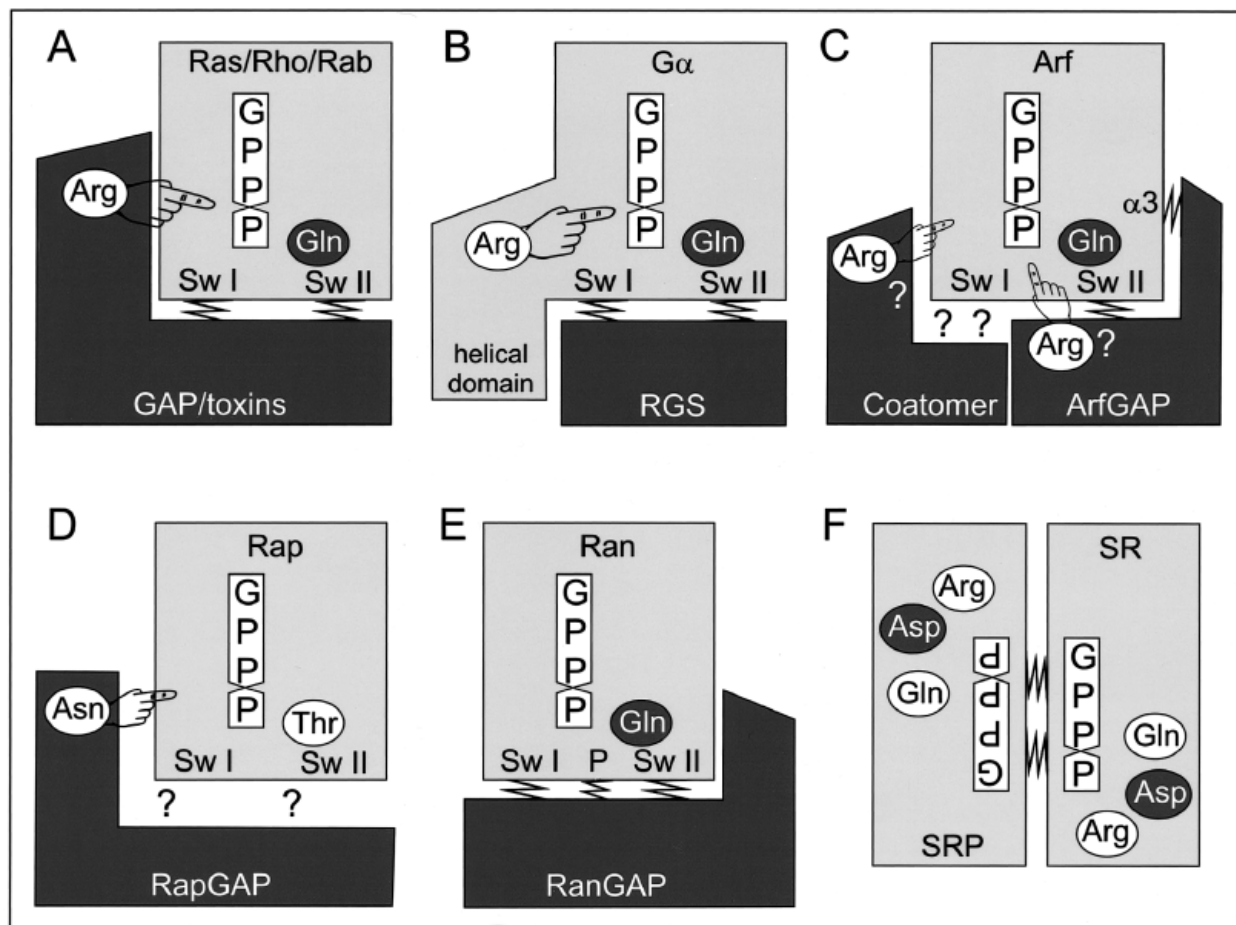 A
Ras/Rho/Rab
G
P
P
P
Arg
Gln
Sw I Sw II
GAP/toxins
B
Gα
G
P
P
P
Arg
Gln
Sw I Sw II
helical
domain
RGS
C
Arf
G
P
P
P
α3
Arg
?
Gln
Sw I Sw II
? ?
Arg ?
Coatomer ArfGAP
D
Rap
G
P
P
P
Asn
Thr
Sw I Sw II
? ?
RapGAP
E
Ran
G
P
P
P
Gln
Sw I P Sw II
RanGAP
F
SR
Arg
Asp
Gln
P
P
P
G
SRP
G
P
P
P
Gln
Asp
Arg